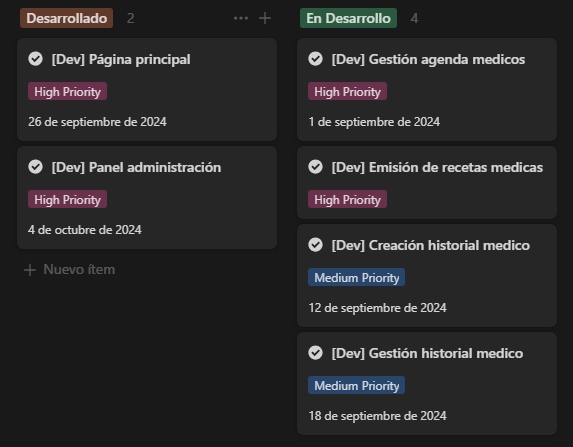 Desarrollado 2
[Dev] Página principal
High Priority
26 de septiembre de 2024
[Dev] Panel administración
High Priority
4 de octubre de 2024
Nuevo ítem
En Desarrollo 4
[Dev] Gestión agenda medicos
High Priority
1 de septiembre de 2024
[Dev] Emisión de recetas medicas
High Priority
[Dev] Creación historial medico
Medium Priority
12 de septiembre de 2024
[Dev] Gestión historial medico
Medium Priority
18 de septiembre de 2024